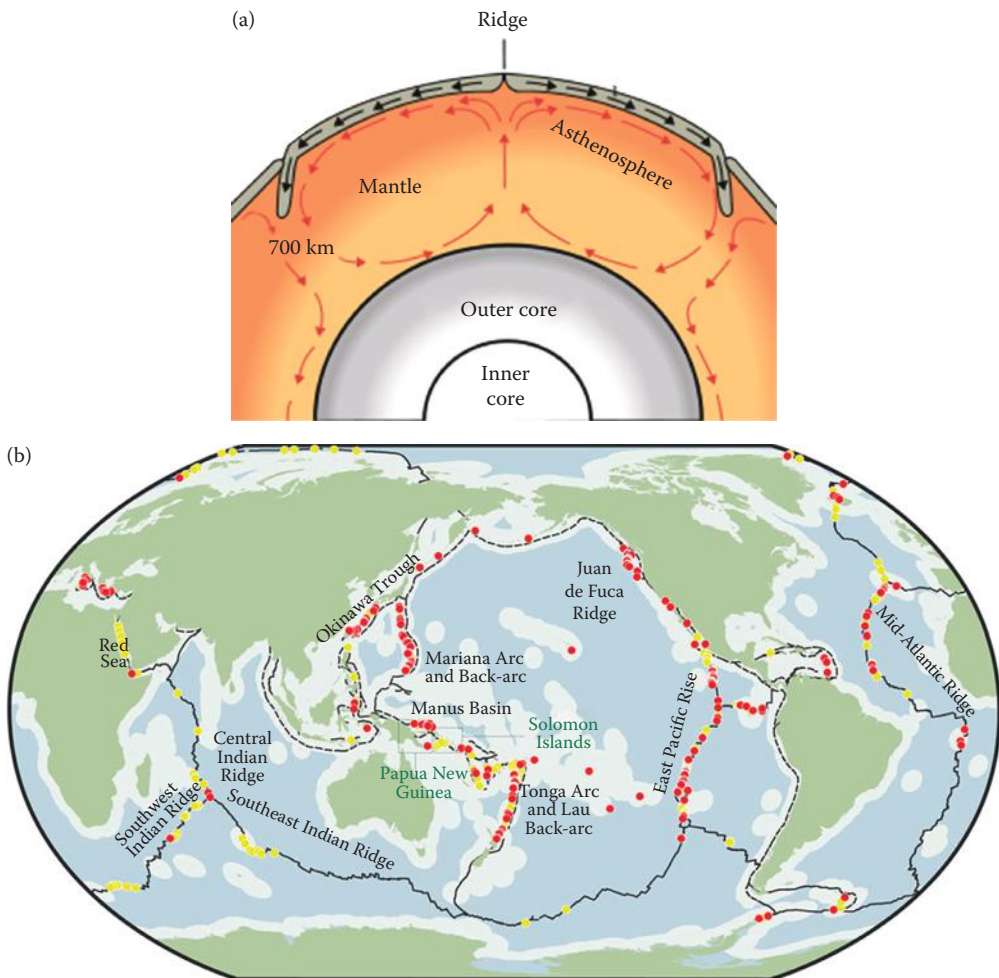 (a)
Ridge
Asthenosphere
Mantle
700 km
Outer core
Inner
core
(b)
Okinawa Trough
Juan
de Fuca
Ridge
Red
Sea
Mid-Atlantic Ridge
Mariana Arc
and Back-arc
Manus Basin
Solomon
Islands
East Pacific Rise
Central
Indian
Ridge
Papua New
Guinea
Tonga Arc
and Lau
Back-arc
Southwest
Indian Ridge
Southeast Indian Ridge